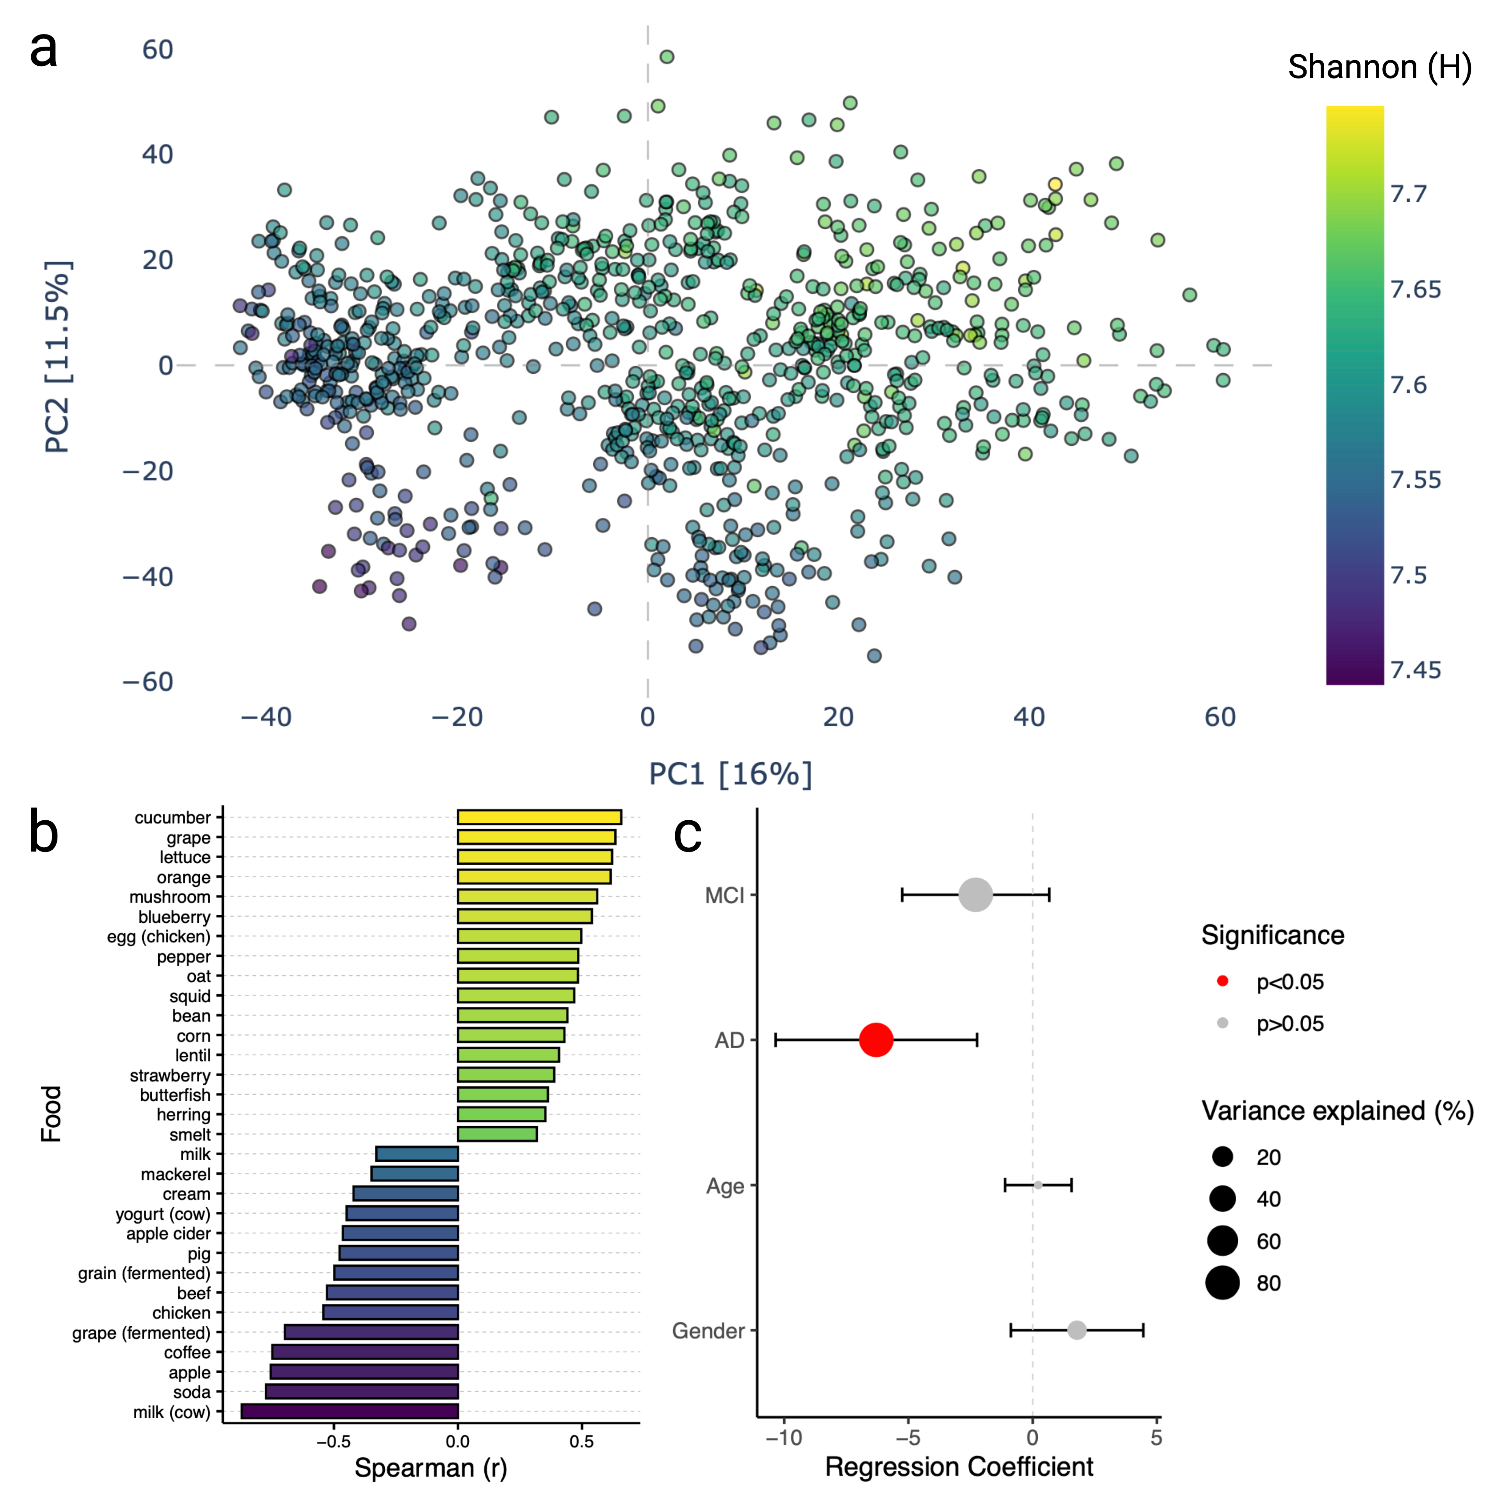 a
60
40
20
0
−20
−40
−60
PC2 [11.5%]
−40
−20
0
20
40
60
PC1 [16%]
Shannon (H)
7.7
7.65
7.6
7.55
7.5
7.45
b
Food
cucumber
grape
lettuce
orange
mushroom
blueberry
egg (chicken)
pepper
oat
squid
bean
corn
lentil
strawberry
butterfish
herring
smelt
milk
mackerel
cream
yogurt (cow)
apple cider
pig
grain (fermented)
beef
chicken
grape (fermented)
coffee
apple
soda
milk (cow)
−0.5
0.0
0.5
Spearman (r)
c
MCI
AD
Age
Gender
−10
−5
0
5
Regression Coefficient
Significance
p<0.05
p>0.05
Variance explained (%)
20
40
60
80